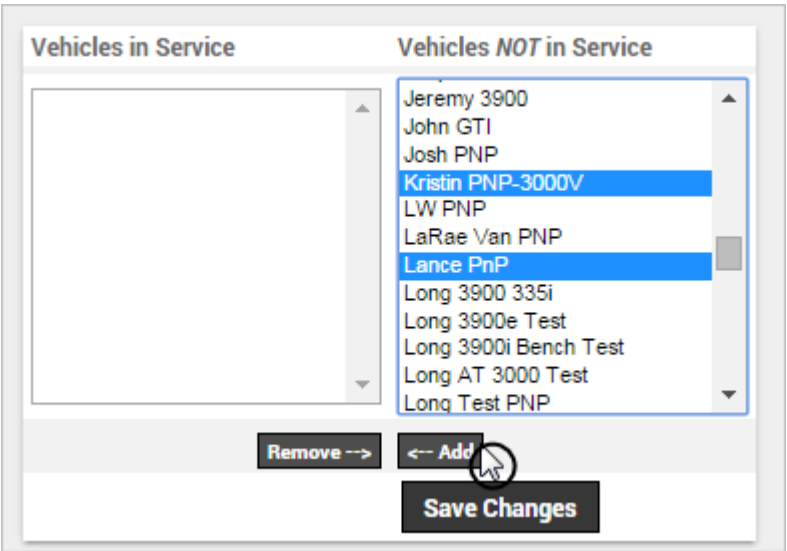 Vehicles in Service
Vehicles NOT in Service
Jeremy 3900
John GTI
Josh PNP
Kristin PNP-3000V
LW PNP
LaRae Van PNP
Lance PnP
Long 3900 335i
Long 3900e Test
Long 3900i Bench Test
Long AT 3000 Test
Long Test PNP
Remove -->
<-- Add
Save Changes